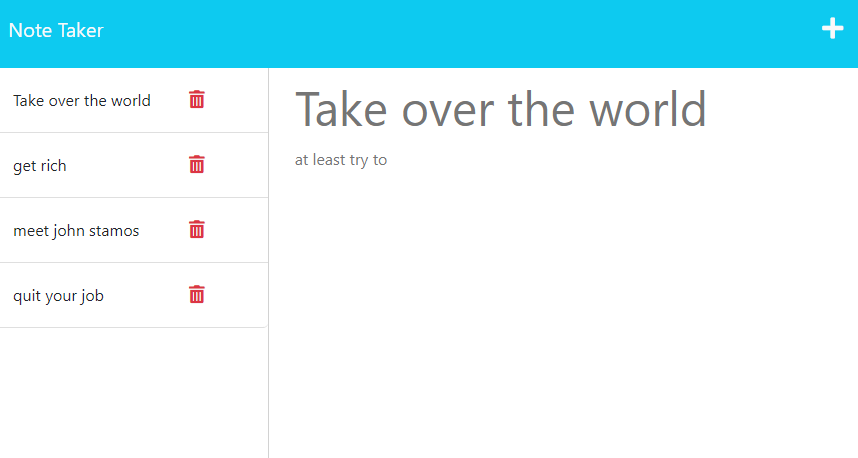 Note Taker
Take over the world
get rich
meet john stamos
quit your job
Take over the world
at least try to